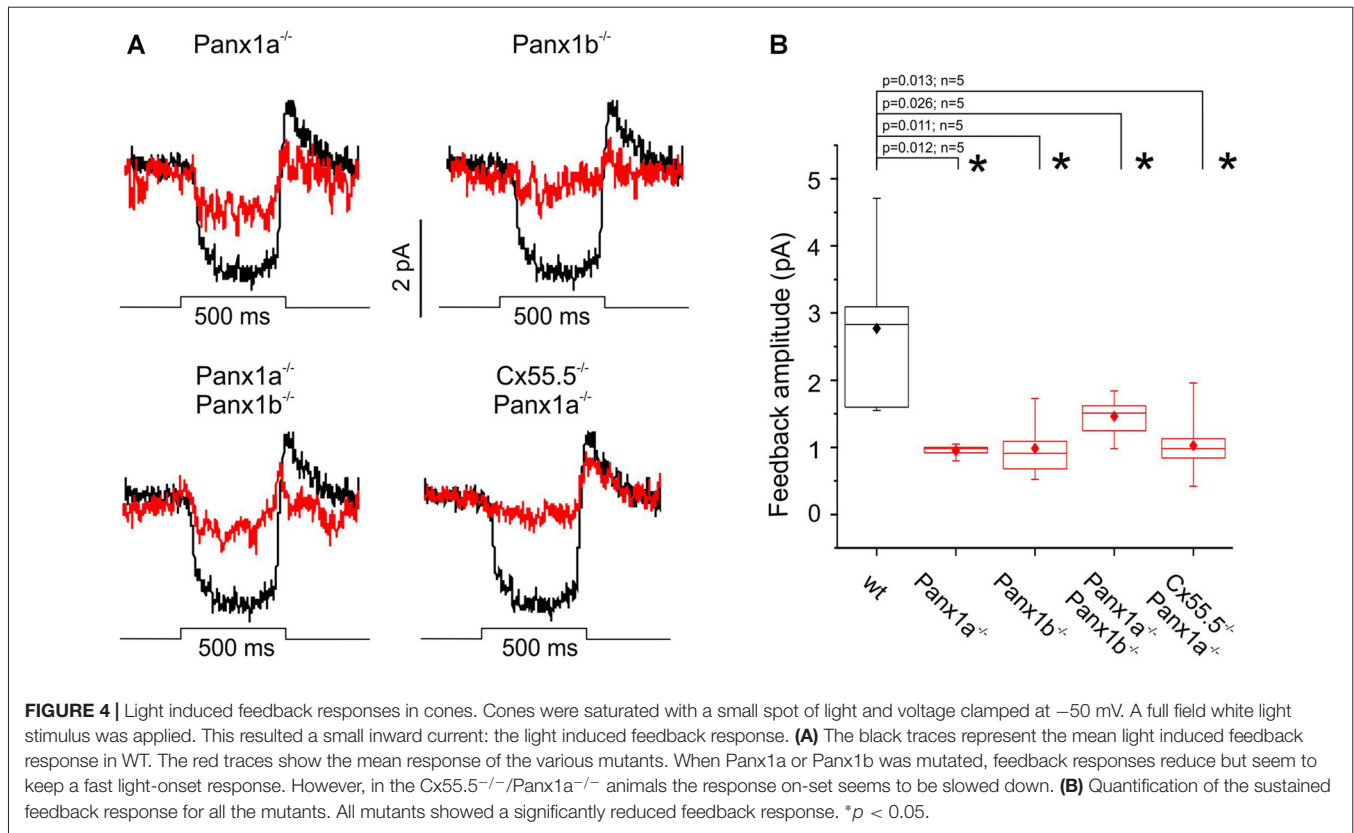 A
Panx1a-/-
Panx1b-/-
2 pA
500 ms
500 ms
Panx1a-/-
Panx1b-/-
Cx55.5-/-
Panx1a-/-
500 ms
500 ms
B
p=0.013; n=5
p=0.026; n=5
p=0.011; n=5
p=0.012; n=5
* * * *
Feedback amplitude (pA)
5
4
3
2
1
0
wt
Panx1a-/-
Panx1b-/-
Panx1a-/-
Panx1b-/-
Cx55.5-/-
Panx1a-/-
FIGURE 4 | Light induced feedback responses in cones. Cones were saturated with a small spot of light and voltage clamped at −50 mV. A full field white light
stimulus was applied. This resulted a small inward current: the light induced feedback response. (A) The black traces represent the mean light induced feedback
response in WT. The red traces show the mean response of the various mutants. When Panx1a or Panx1b was mutated, feedback responses reduce but seem to
keep a fast light-onset response. However, in the Cx55.5−/−/Panx1a−/− animals the response on-set seems to be slowed down. (B) Quantification of the sustained
feedback response for all the mutants. All mutants showed a significantly reduced feedback response. *p < 0.05.